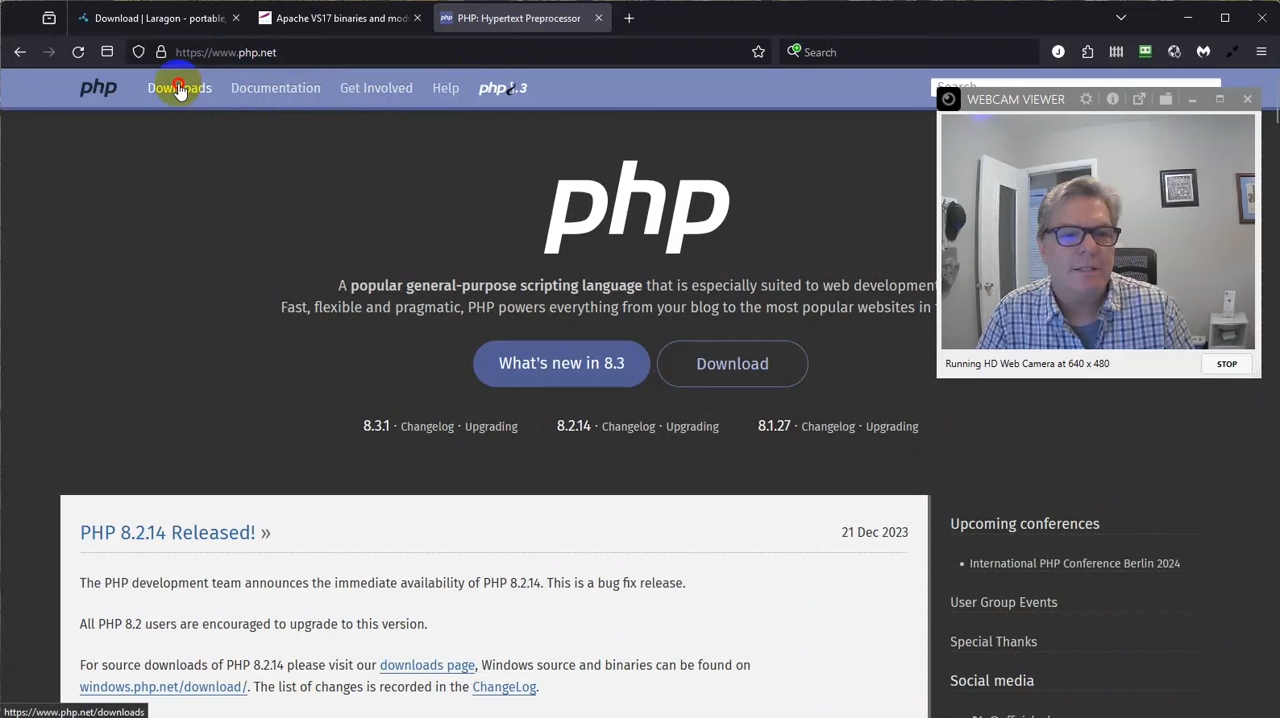 Download | Laragon - portable,
Apache VS17 binaries and mod
PHP: Hypertext Preprocessor
https://www.php.net
Search
php
Downloads
Documentation
Get Involved
Help
php 8.3
Search
WEBCAM VIEWER
php
A popular general-purpose scripting language that is especially suited to web development
Fast, flexible and pragmatic, PHP powers everything from your blog to the most popular websites in
Running HD Web Camera at 640 x 480
STOP
What's new in 8.3
Download
8.3.1 · Changelog · Upgrading
8.2.14 · Changelog · Upgrading
8.1.27 · Changelog · Upgrading
PHP 8.2.14 Released! »
21 Dec 2023
The PHP development team announces the immediate availability of PHP 8.2.14. This is a bug fix release.
All PHP 8.2 users are encouraged to upgrade to this version.
For source downloads of PHP 8.2.14 please visit our downloads page, Windows source and binaries can be found on
windows.php.net/download/. The list of changes is recorded in the ChangeLog.
Upcoming conferences
• International PHP Conference Berlin 2024
User Group Events
Special Thanks
Social media
https://www.php.net/downloads